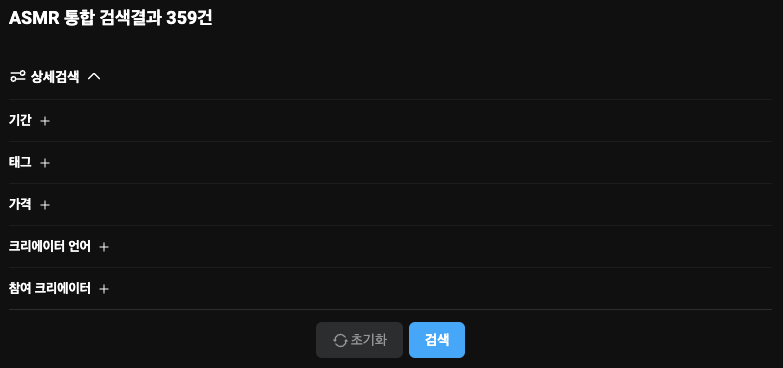 ASMR 통합 검색결과 359건
상세검색
기간 +
태그 +
가격 +
크리에이터 언어 +
참여 크리에이터 +
초기화 검색